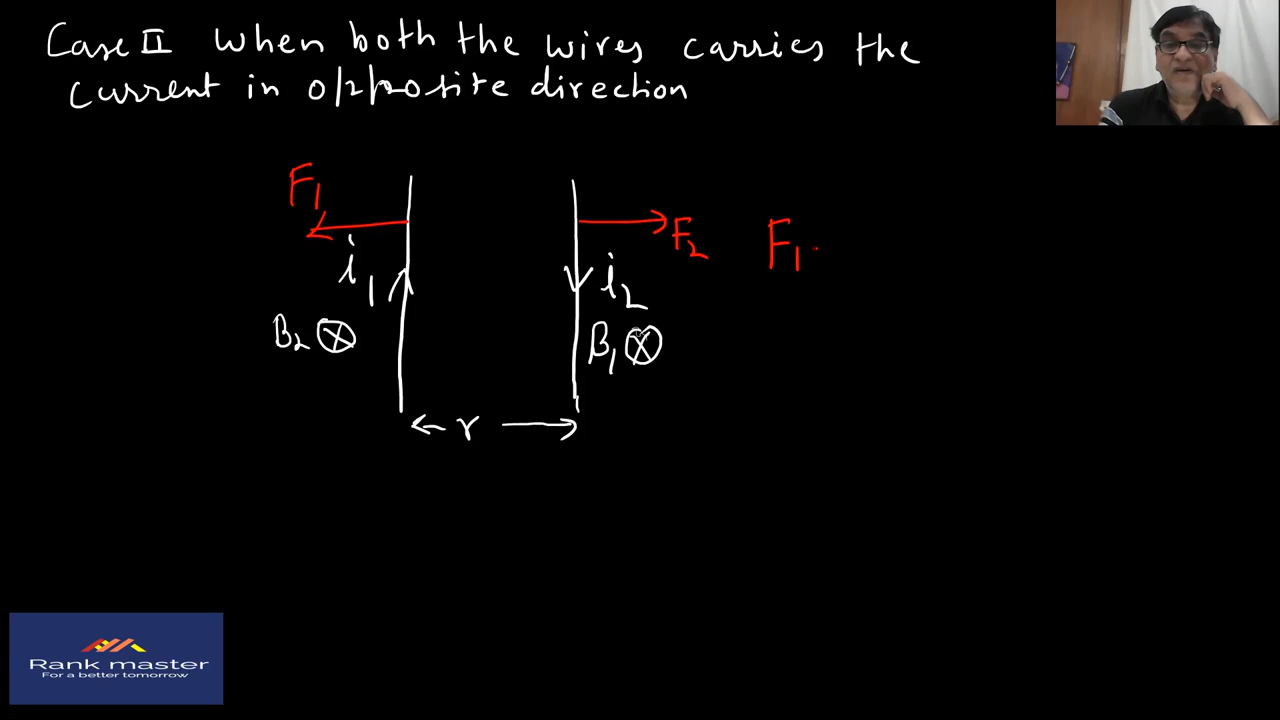 Case II when both the wires carries the
current in opposite direction
F1
F2
F1
i1
i2
B2
B1
r
Rank master
For a better tomorrow